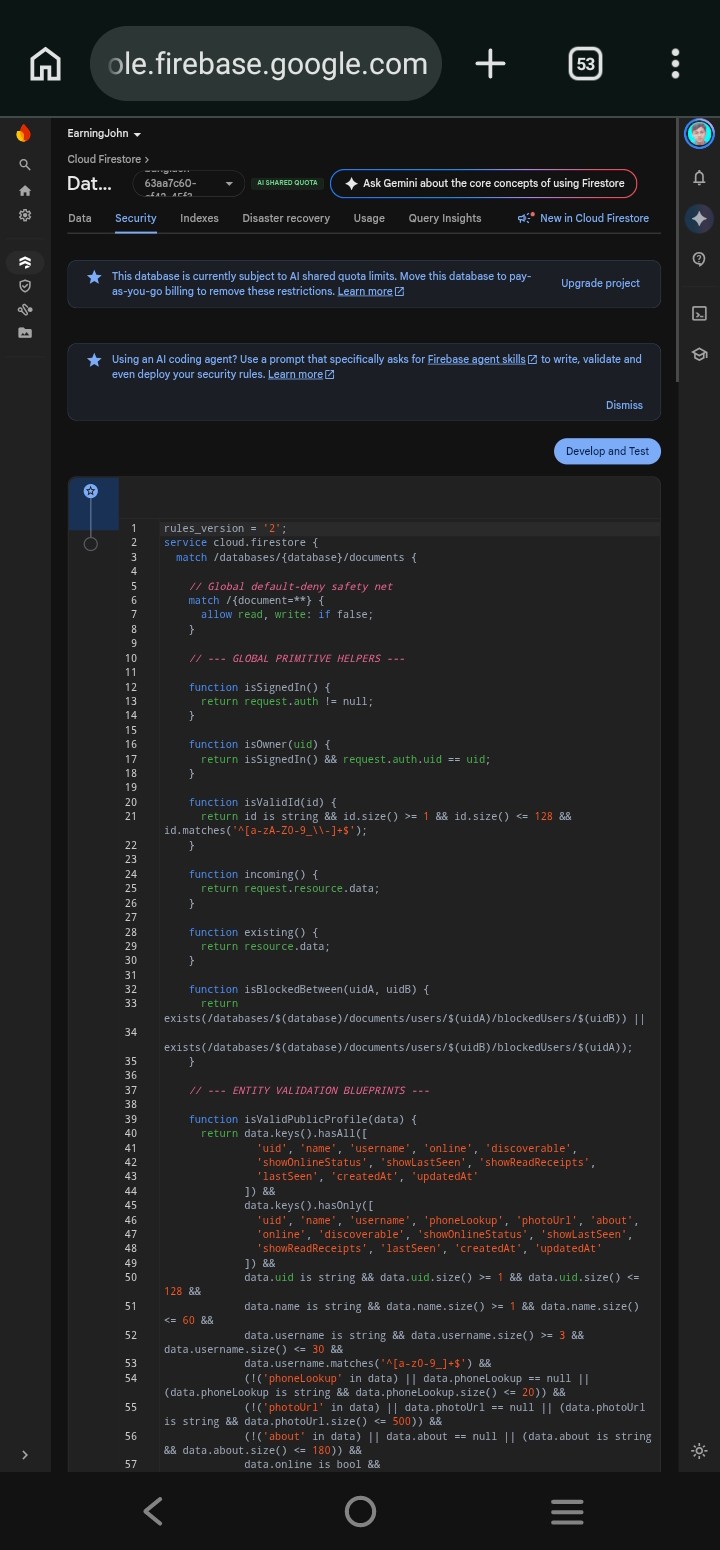 ole.firebase.google.com
53
EarningJohn
Cloud Firestore >
Dat...
63aa7c60-
AI SHARED QUOTA
Ask Gemini about the core concepts of using Firestore
Data Security Indexes Disaster recovery Usage Query Insights New in Cloud Firestore
This database is currently subject to AI shared quota limits. Move this database to pay-
as-you-go billing to remove these restrictions. Learn more
Upgrade project
Using an AI coding agent? Use a prompt that specifically asks for Firebase agent skills to write, validate and
even deploy your security rules. Learn more
Dismiss
Develop and Test
1 rules_version = '2';
2 service cloud.firestore {
3 match /databases/{database}/documents {
4
5 // Global default-deny safety net
6 match /{document=**} {
7 allow read, write: if false;
8 }
9
10 // --- GLOBAL PRIMITIVE HELPERS ---
11
12 function isSignedIn() {
13 return request.auth != null;
14 }
15
16 function isOwner(uid) {
17 return isSignedIn() && request.auth.uid == uid;
18 }
19
20 function isValidId(id) {
21 return id is string && id.size() >= 1 && id.size() <= 128 &&
id.matches('^[a-zA-Z0-9_\\-]+$');
22 }
23
24 function incoming() {
25 return request.resource.data;
26 }
27
28 function existing() {
29 return resource.data;
30 }
31
32 function isBlockedBetween(uidA, uidB) {
33 return
exists(/databases/$(database)/documents/users/$(uidA)/blockedUsers/$(uidB)) ||
34
exists(/databases/$(database)/documents/users/$(uidB)/blockedUsers/$(uidA));
35 }
36
37 // --- ENTITY VALIDATION BLUEPRINTS ---
38
39 function isValidPublicProfile(data) {
40 return data.keys().hasAll([
41 'uid', 'name', 'username', 'online', 'discoverable',
42 'showOnlineStatus', 'showLastSeen', 'showReadReceipts',
43 'lastSeen', 'createdAt', 'updatedAt'
44 ]) &&
45 data.keys().hasOnly([
46 'uid', 'name', 'username', 'phoneLookup', 'photoUrl', 'about',
47 'online', 'discoverable', 'showOnlineStatus', 'showLastSeen',
48 'showReadReceipts', 'lastSeen', 'createdAt', 'updatedAt'
49 ]) &&
50 data.uid is string && data.uid.size() >= 1 && data.uid.size() <=
128 &&
51 data.name is string && data.name.size() >= 1 && data.name.size()
<= 60 &&
52 data.username is string && data.username.size() >= 3 &&
data.username.size() <= 30 &&
53 data.username.matches('^[a-z0-9_]+$') &&
54 (!('phoneLookup' in data) || data.phoneLookup == null ||
(data.phoneLookup is string && data.phoneLookup.size() <= 20)) &&
55 (!('photoUrl' in data) || data.photoUrl == null || (data.photoUrl
is string && data.photoUrl.size() <= 500)) &&
56 (!('about' in data) || data.about == null || (data.about is string
&& data.about.size() <= 180)) &&
57 data.online is bool &&